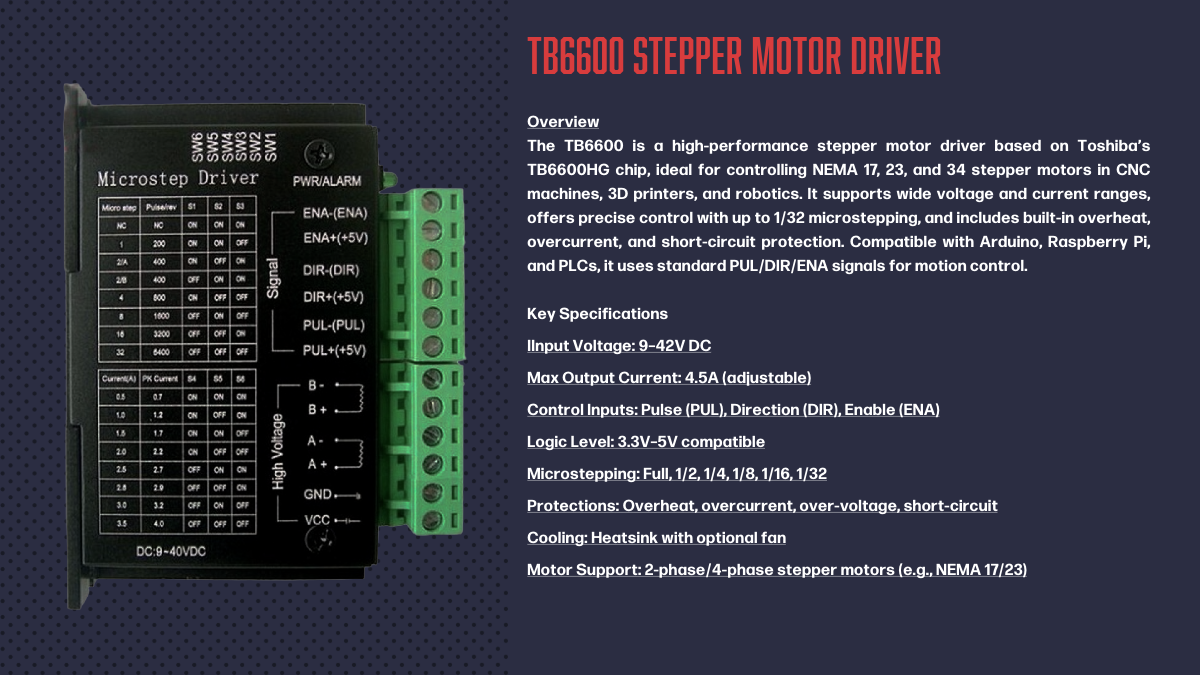 TB6600 STEPPER MOTOR DRIVER
Overview
The TB6600 is a high-performance stepper motor driver based on Toshiba’s
TB6600HG chip, ideal for controlling NEMA 17, 23, and 34 stepper motors in CNC
machines, 3D printers, and robotics. It supports wide voltage and current ranges,
offers precise control with up to 1/32 microstepping, and includes built-in overheat,
overcurrent, and short-circuit protection. Compatible with Arduino, Raspberry Pi,
and PLCs, it uses standard PUL/DIR/ENA signals for motion control.
Key Specifications
IInput Voltage: 9–42V DC
Max Output Current: 4.5A (adjustable)
Control Inputs: Pulse (PUL), Direction (DIR), Enable (ENA)
Logic Level: 3.3V–5V compatible
Microstepping: Full, 1/2, 1/4, 1/8, 1/16, 1/32
Protections: Overheat, overcurrent, over-voltage, short-circuit
Cooling: Heatsink with optional fan
Motor Support: 2-phase/4-phase stepper motors (e.g., NEMA 17/23)
SW6
SW5
SW4
SW3
SW2
SW1
Microstep Driver
PWR/ALARM
Micro step Pulse/rev S1 S2 S3
NC NC ON ON ON
1 200 ON ON OFF
2/A 400 ON OFF ON
2/B 400 OFF ON ON
4 800 ON OFF OFF
8 1600 OFF ON OFF
16 3200 OFF OFF ON
32 6400 OFF OFF OFF
Current(A) PK Current S4 S5 S6
0.5 0.7 ON ON ON
1.0 1.2 ON OFF ON
1.5 1.7 ON ON OFF
2.0 2.2 ON OFF OFF
2.5 2.7 OFF ON ON
2.8 2.9 OFF OFF ON
3.0 3.2 OFF ON OFF
3.5 4.0 OFF OFF OFF
DC:9~40VDC
Signal
ENA-(ENA)
ENA+(+5V)
DIR-(DIR)
DIR+(+5V)
PUL-(PUL)
PUL+(+5V)
High Voltage
B -
B +
A -
A +
GND
VCC